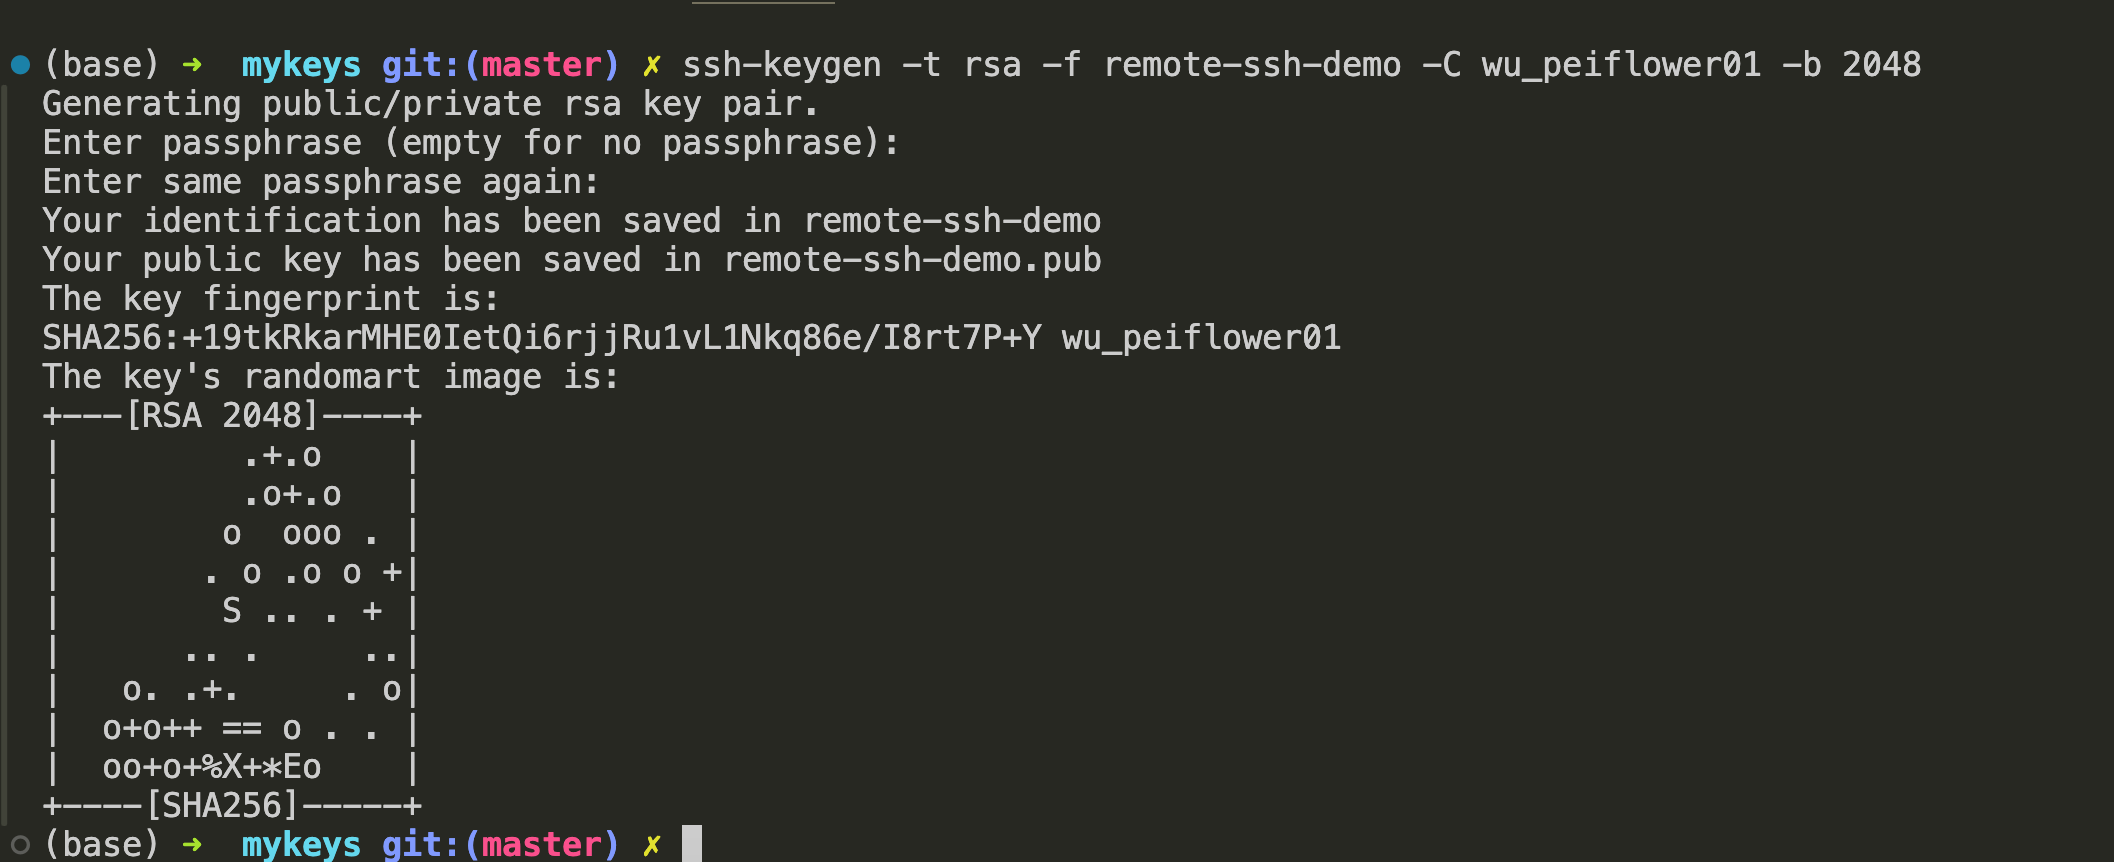 (base) ➜  mykeys git:(master) ✗ ssh-keygen -t rsa -f remote-ssh-demo -C wu_peiflower01 -b 2048
Generating public/private rsa key pair.
Enter passphrase (empty for no passphrase):
Enter same passphrase again:
Your identification has been saved in remote-ssh-demo
Your public key has been saved in remote-ssh-demo.pub
The key fingerprint is:
SHA256:+19tkRkarMHE0IetQi6rjjRu1vL1Nkq86e/I8rt7P+Y wu_peiflower01
The key's randomart image is:
+---[RSA 2048]----+
|         .+.o    |
|         .o+.o   |
|        o  ooo . |
|       . o .o o +|
|        S .. . + |
|      .. .     ..|
|   o. .+.     . o|
|  o+o++ == o . . |
|  oo+o+%X+*Eo    |
+----[SHA256]-----+
(base) ➜  mykeys git:(master) ✗